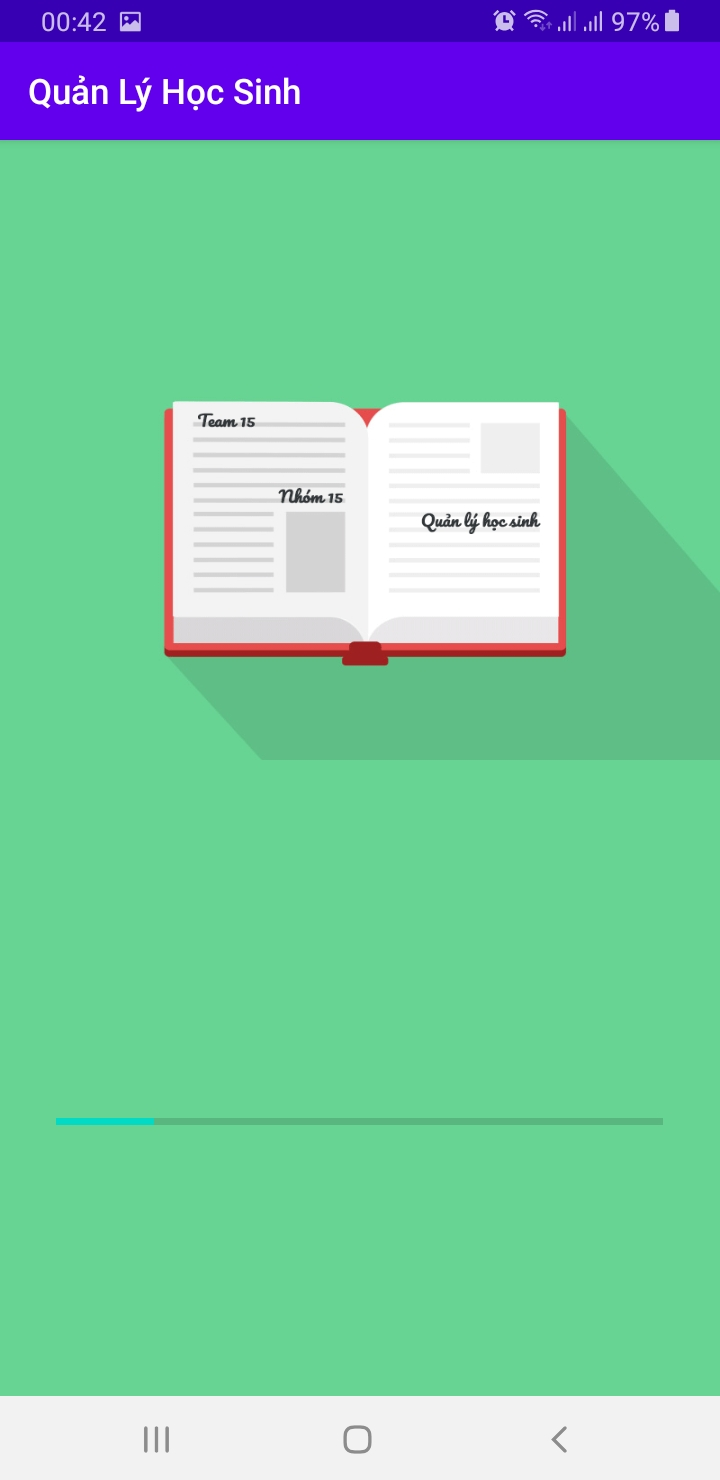 00:42
97%
Quản Lý Học Sinh
Team 15
Nhóm 15
Quản lý học sinh